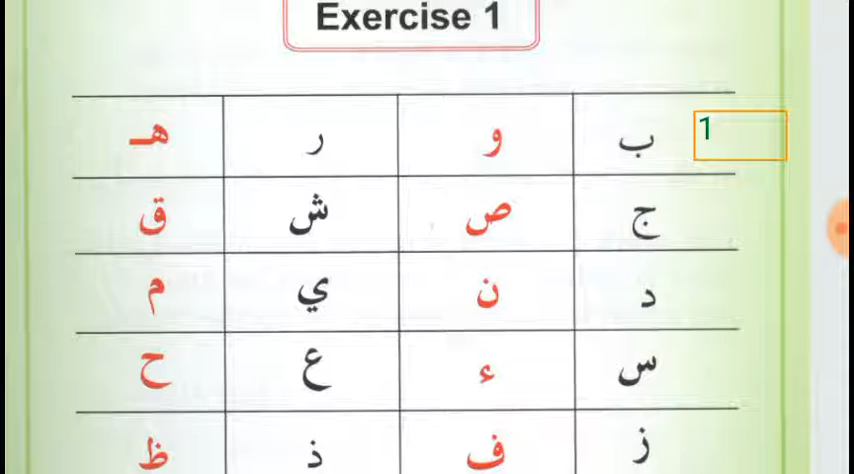 Exercise 1
1
ب و ر هـ
ج ص ش ق
د ن ي م
س ء ع ح
ز ف ذ ظ